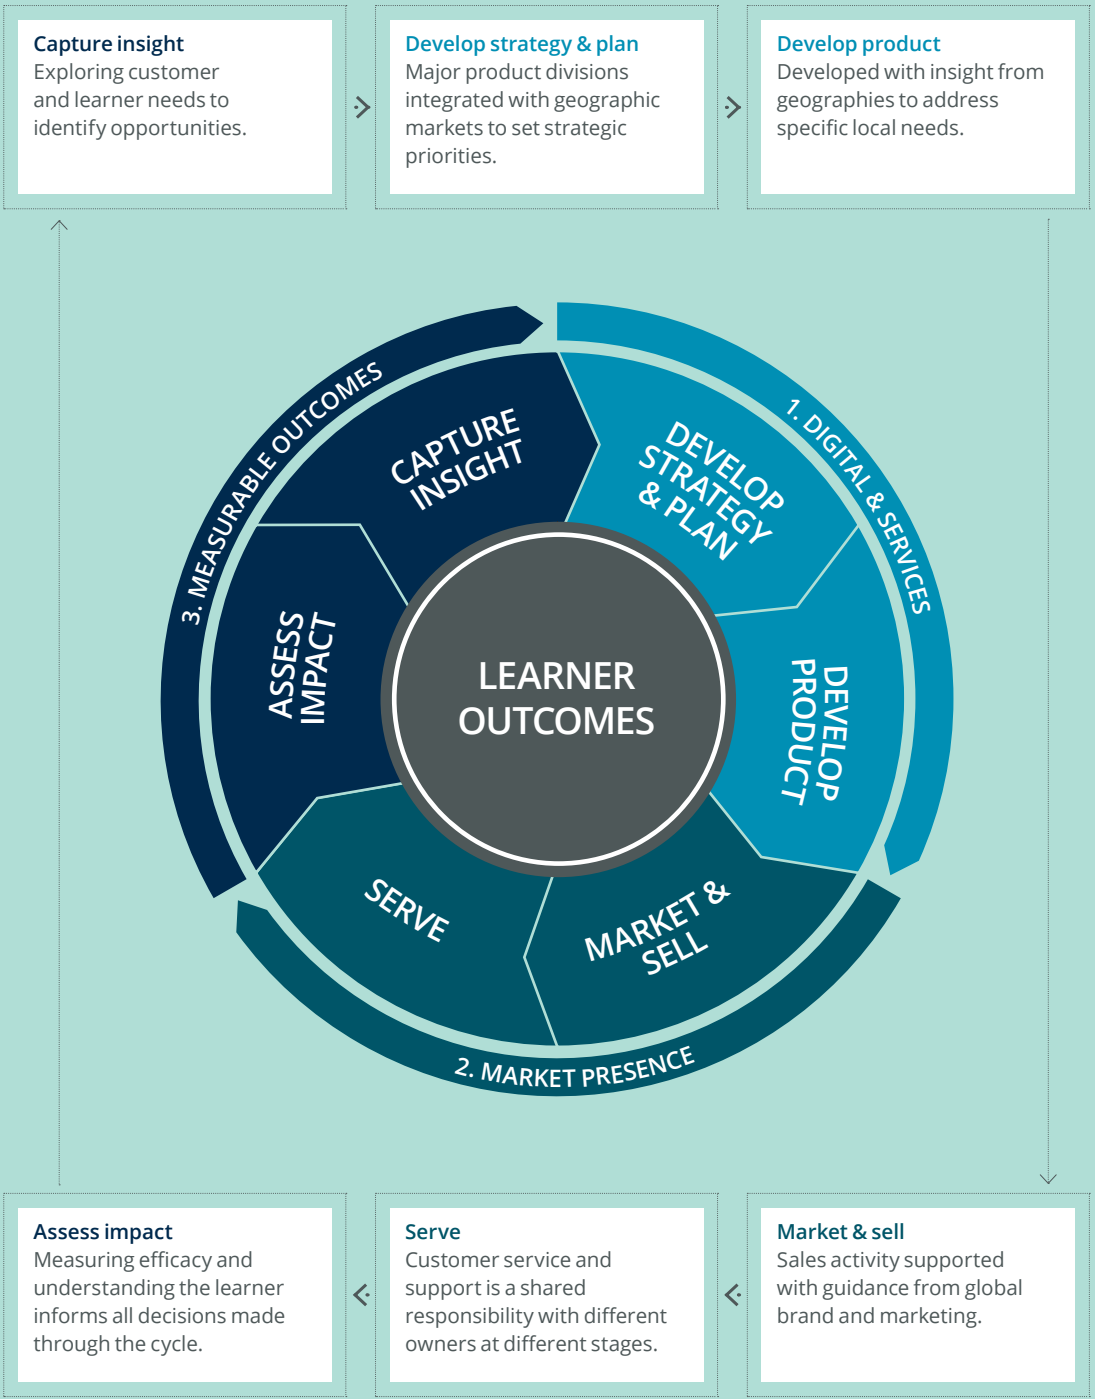 Capture insight
Exploring customer
and learner needs to
identify opportunities.
Develop strategy & plan
Major product divisions
integrated with geographic
markets to set strategic
priorities.
Develop product
Developed with insight from
geographies to address
specific local needs.
3. MEASURABLE OUTCOMES
1. DIGITAL & SERVICES
CAPTURE
INSIGHT
DEVELOP
STRATEGY
& PLAN
ASSESS
IMPACT
LEARNER
OUTCOMES
DEVELOP
PRODUCT
SERVE
MARKET &
SELL
2. MARKET PRESENCE
Assess impact
Measuring efficacy and
understanding the learner
informs all decisions made
through the cycle.
Serve
Customer service and
support is a shared
responsibility with different
owners at different stages.
Market & sell
Sales activity supported
with guidance from global
brand and marketing.